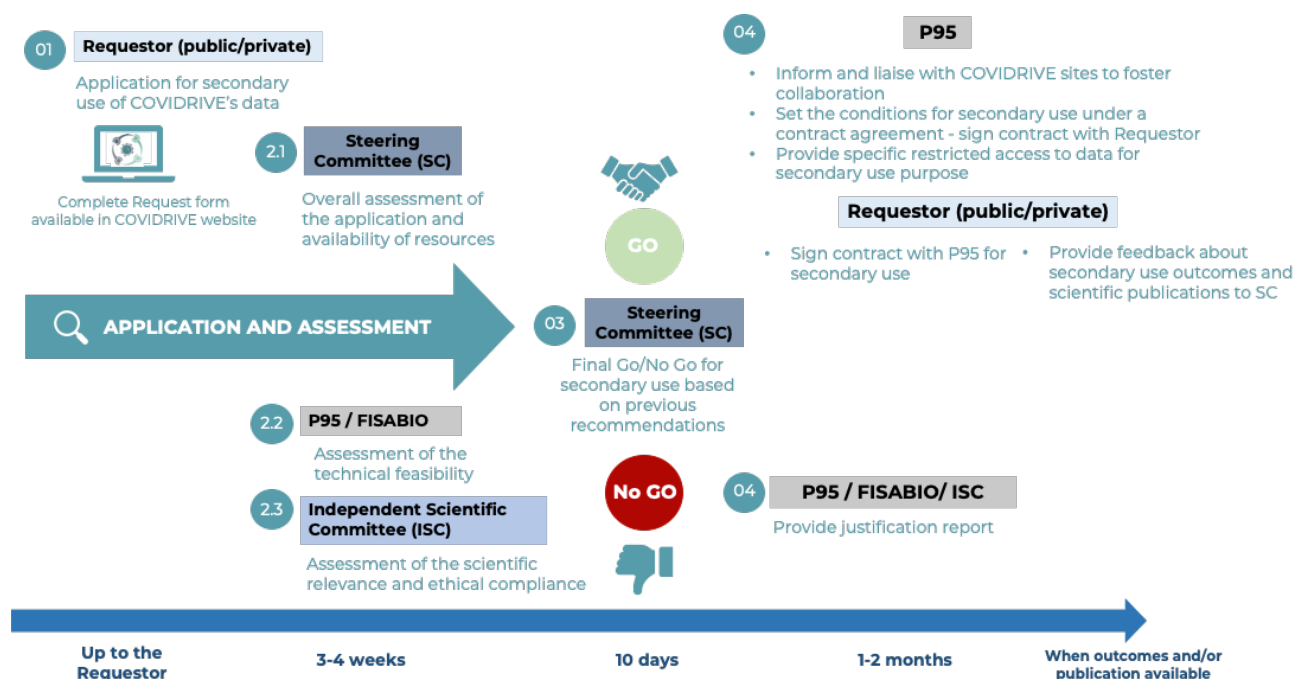 01
Requestor (public/private)
Application for secondary
use of COVIDRIVE's data
Complete Request form
available in COVIDRIVE website
2.1
Steering
Committee (SC)
Overall assessment of
the application and
availability of resources
APPLICATION AND ASSESSMENT
2.2
P95 / FISABIO
Assessment of the
technical feasibility
2.3
Independent Scientific
Committee (ISC)
Assessment of the scientific
relevance and ethical compliance
GO
03
Steering
Committee (SC)
Final Go/No Go for
secondary use based
on previous
recommendations
No GO
04
P95
• Inform and liaise with COVIDRIVE sites to foster
collaboration
• Set the conditions for secondary use under a
contract agreement - sign contract with Requestor
• Provide specific restricted access to data for
secondary use purpose
Requestor (public/private)
• Sign contract with P95 for
secondary use
• Provide feedback about
secondary use outcomes and
scientific publications to SC
04
P95 / FISABIO/ ISC
Provide justification report
Up to the
Requestor
3-4 weeks
10 days
1-2 months
When outcomes and/or
publication available